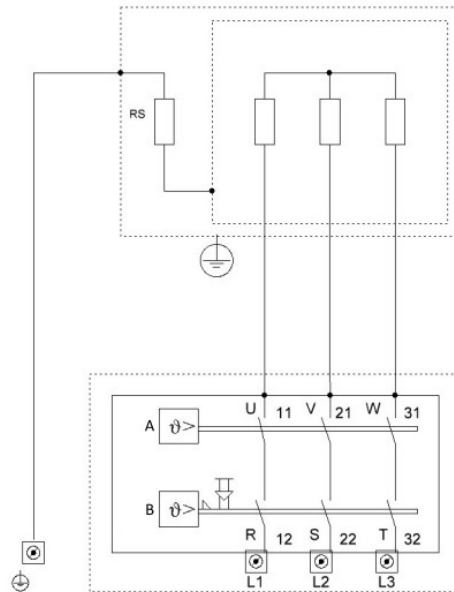 RS
U 11 V 21 W 31
A ϑ>
B ϑ>
R 12 S 22 T 32
L1 L2 L3